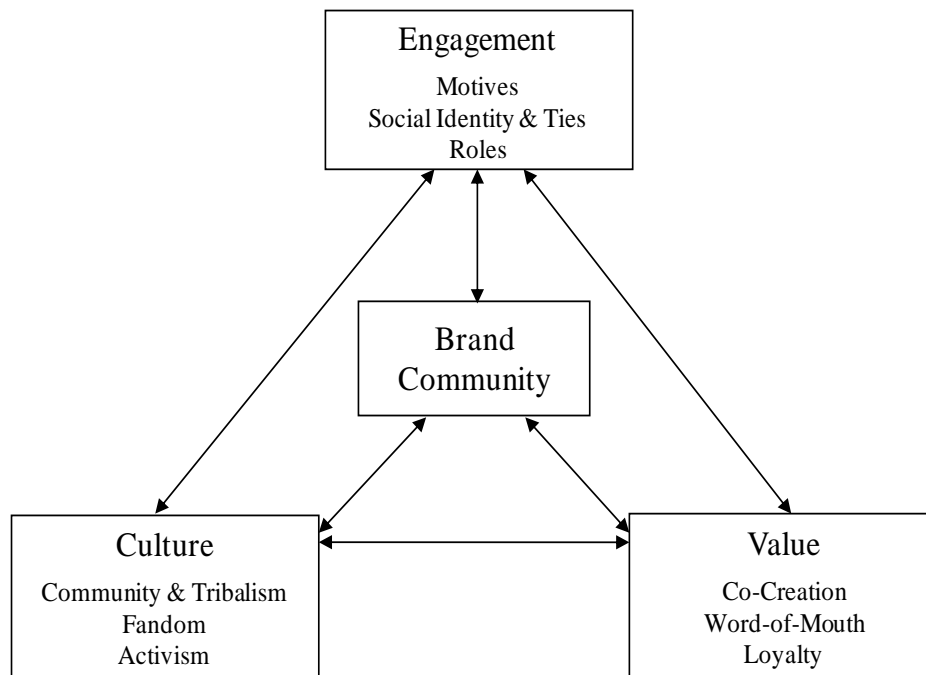 Engagement
Motives
Social Identity & Ties
Roles
Brand
Community
Culture
Community & Tribalism
Fandom
Activism
Value
Co-Creation
Word-of-Mouth
Loyalty